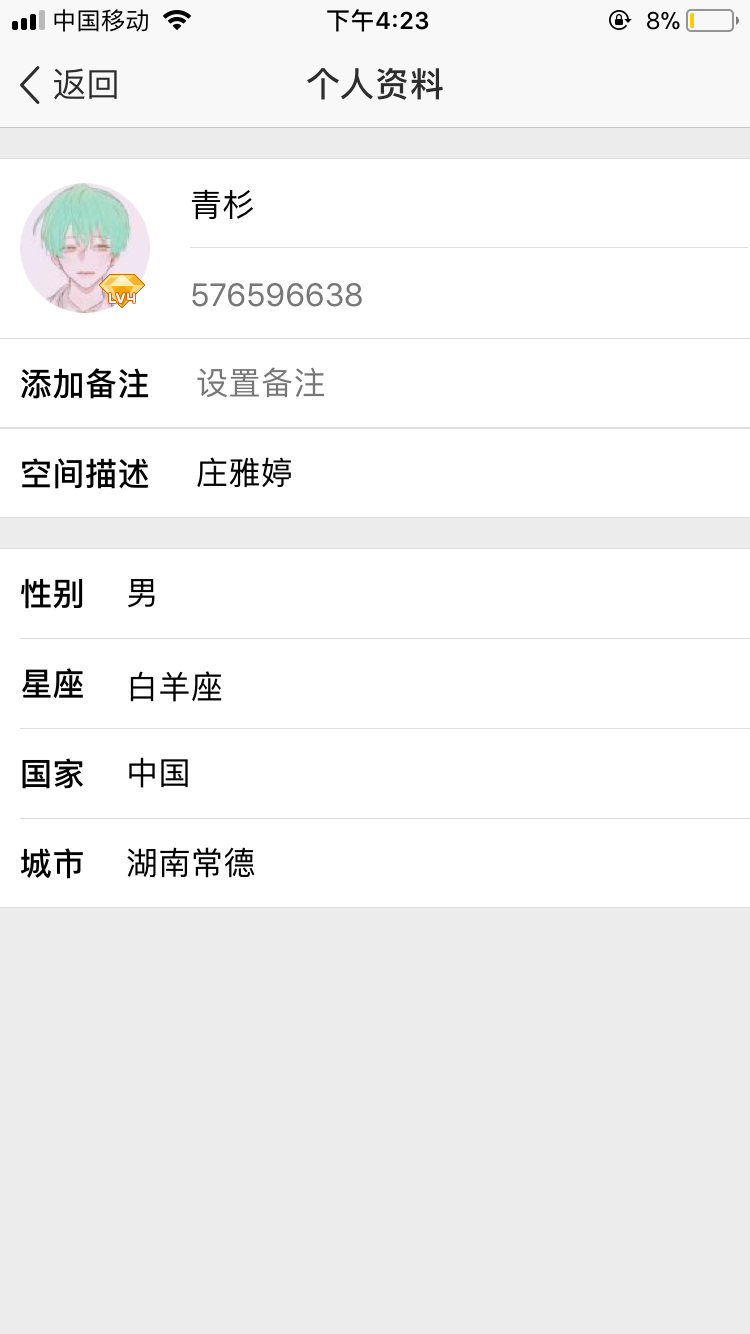 中国移动 下午4:23 8%
返回 个人资料
青杉
LV4
576596638
添加备注 设置备注
空间描述 庄雅婷
性别 男
星座 白羊座
国家 中国
城市 湖南常德